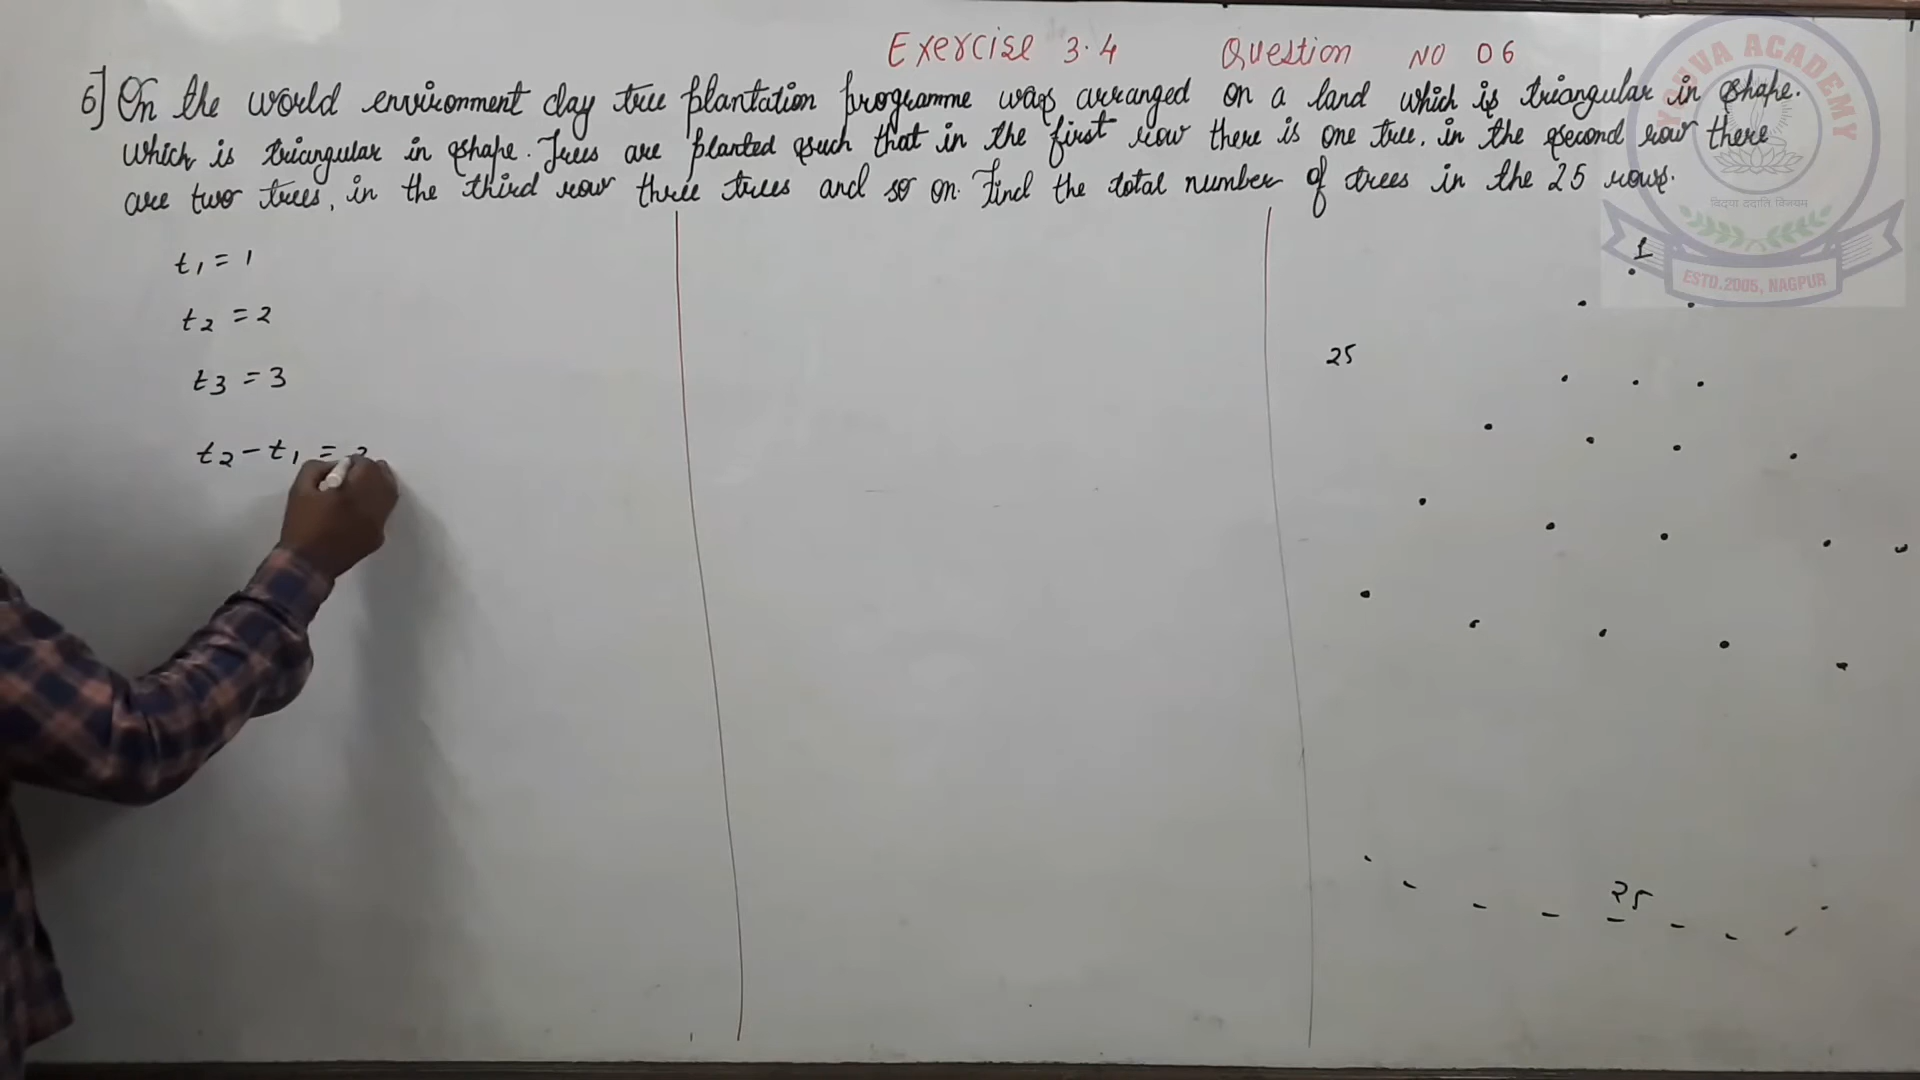 Exercise 3.4 Question NO 06
6] On the world environment day tree plantation programme was arranged on a land which is triangular in shape.
which is triangular in shape. Trees are planted such that in the first row there is one tree, in the second row there
are two trees, in the third row three trees and so on. Find the total number of trees in the 25 rows.
t1 = 1
t2 = 2
t3 = 3
t2 - t1 =
1
25
25
YOUVA ACADEMY
विद्या ददाति विनयम
ESTD.2005, NAGPUR